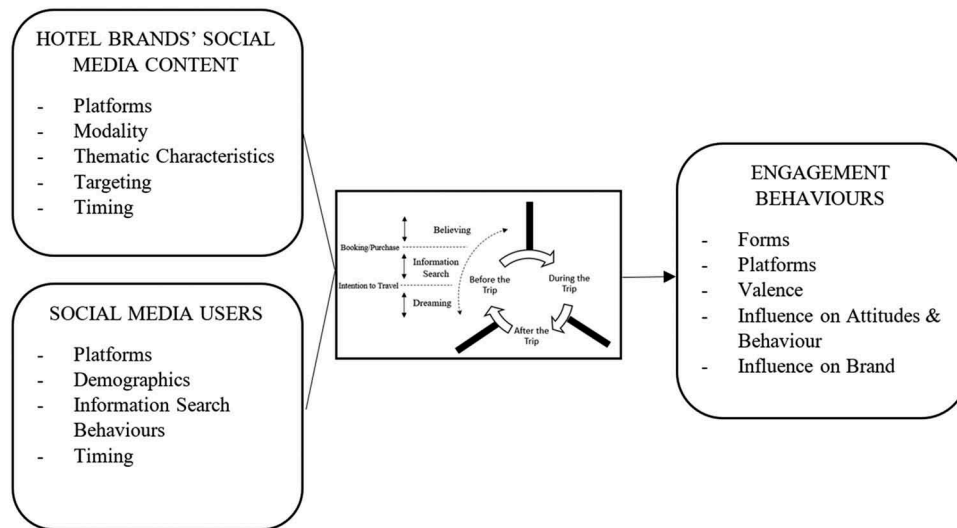 HOTEL BRANDS' SOCIAL
MEDIA CONTENT
- Platforms
- Modality
- Thematic Characteristics
- Targeting
- Timing
SOCIAL MEDIA USERS
- Platforms
- Demographics
- Information Search
Behaviours
- Timing
Believing
Booking/Purchase
Information
Search
Intention to Travel
Dreaming
Before the
Trip
During the
Trip
After the
Trip
ENGAGEMENT
BEHAVIOURS
- Forms
- Platforms
- Valence
- Influence on Attitudes &
Behaviour
- Influence on Brand